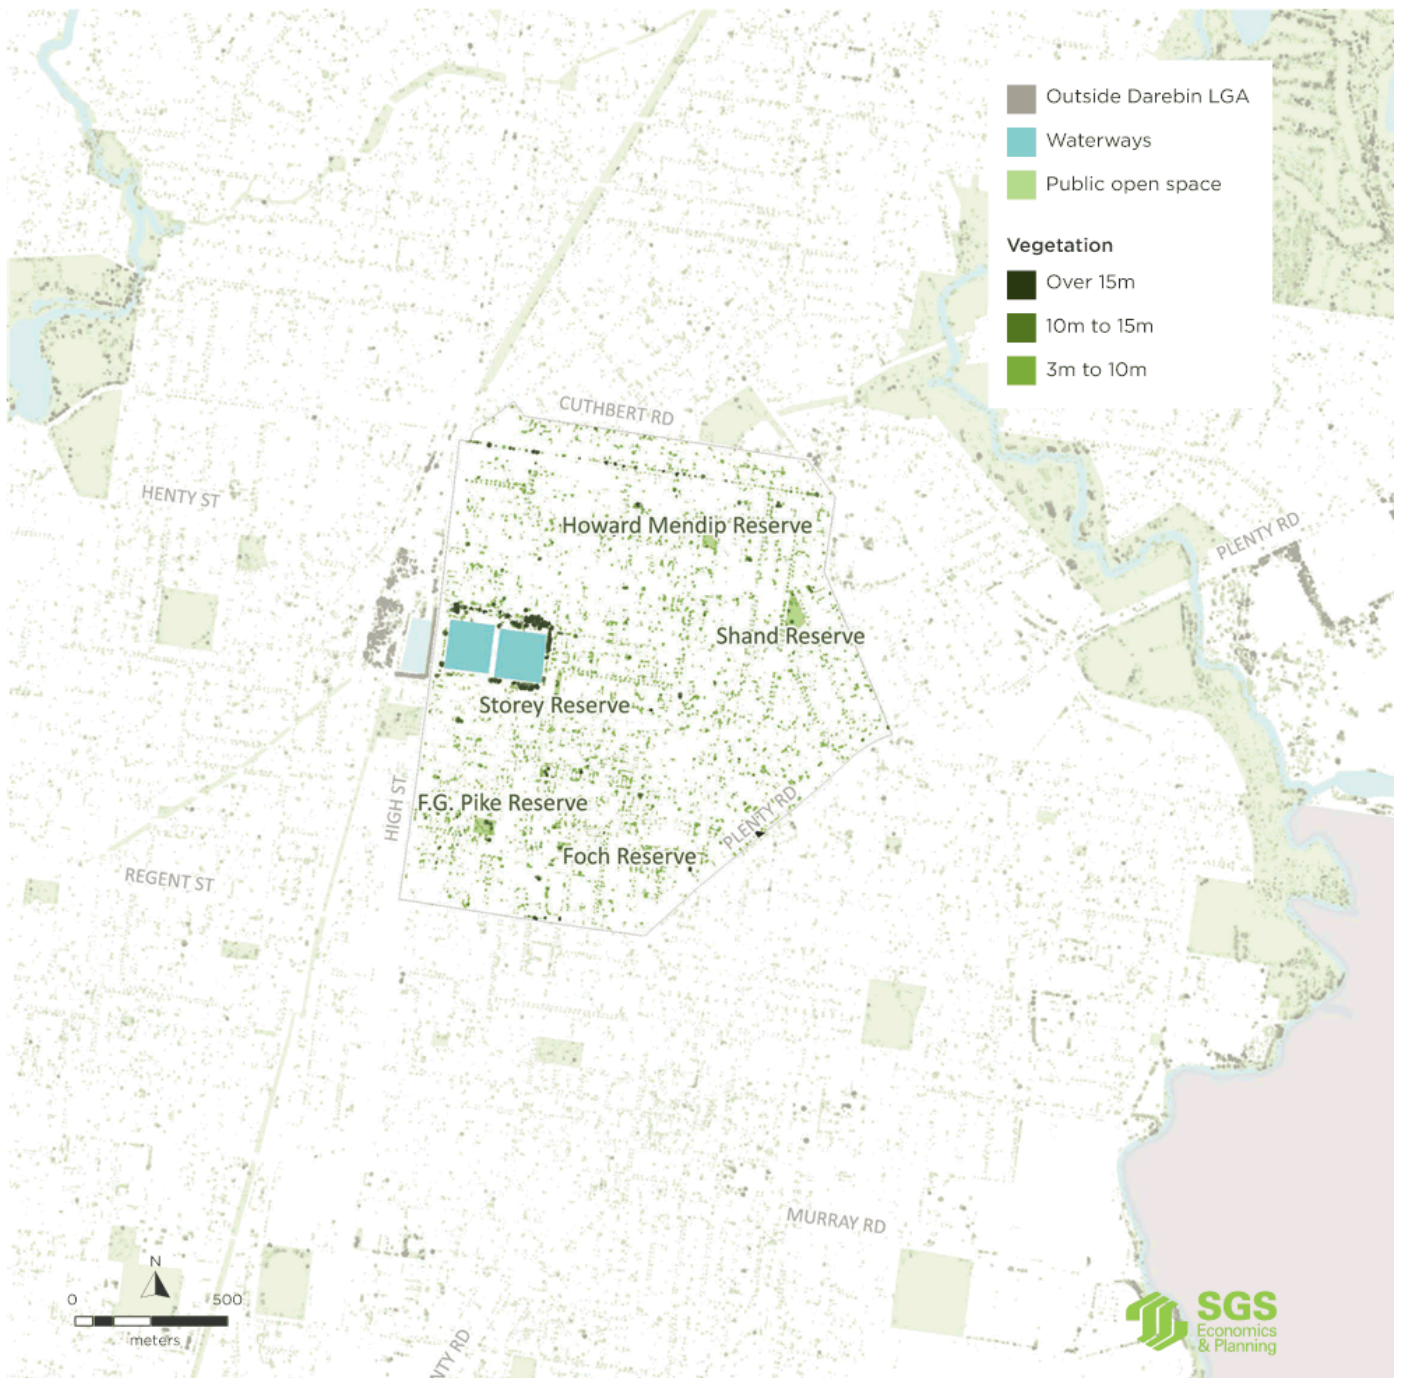 Outside Darebin LGA
Waterways
Public open space
Vegetation
Over 15m
10m to 15m
3m to 10m
CUTHBERT RD
HENTY ST
Howard Mendip Reserve
PLENTY RD
Shand Reserve
Storey Reserve
HIGH ST
F.G. Pike Reserve
PLENTY RD
Foch Reserve
REGENT ST
MURRAY RD
N
0 500
meters
NTY RD
SGS
Economics
& Planning